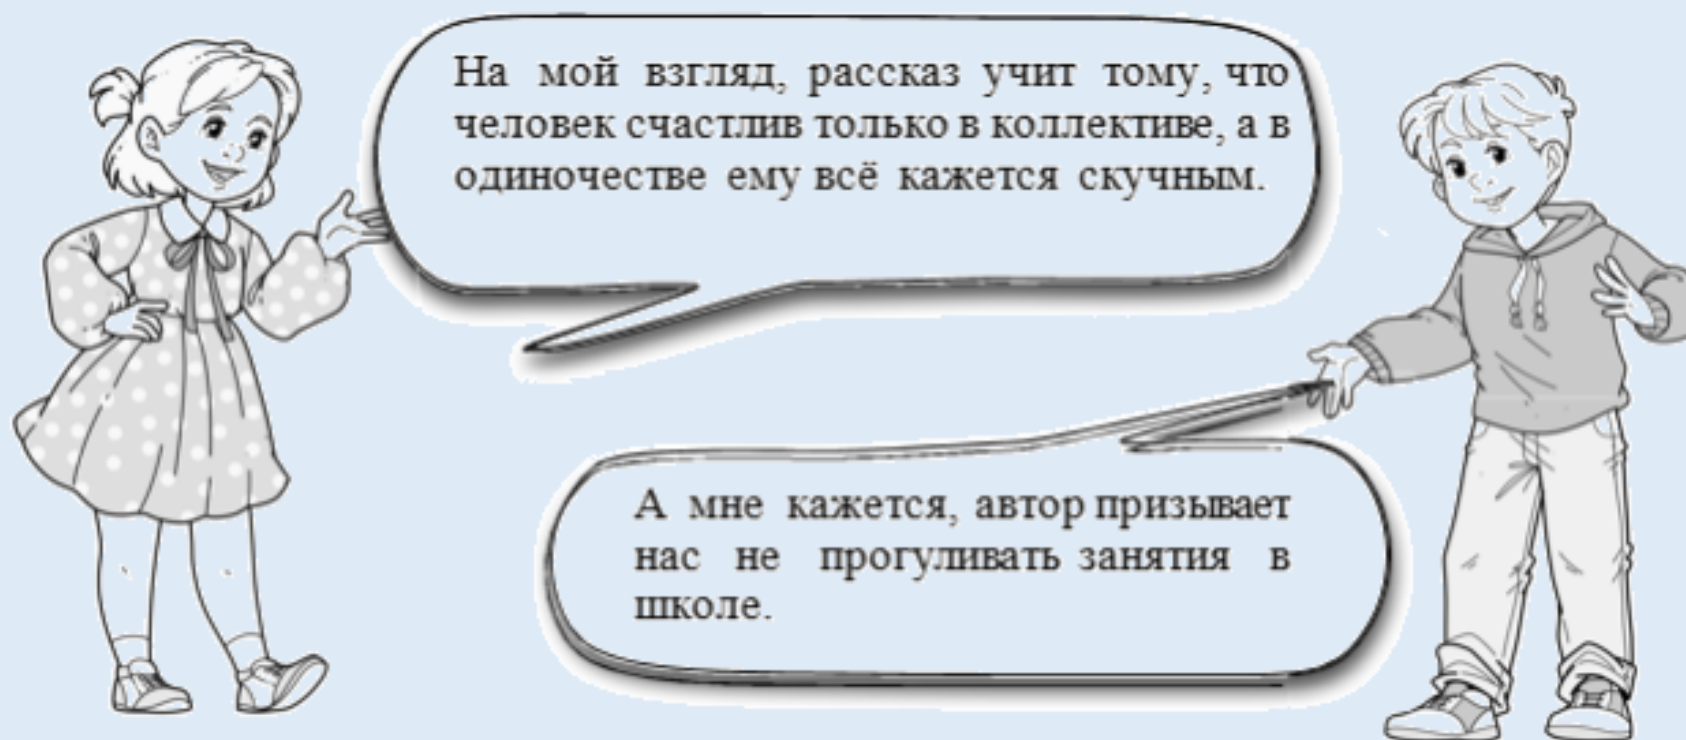 На мой взгляд, рассказ учит тому, что
человек счастлив только в коллективе, а в
одиночестве ему всё кажется скучным.
А мне кажется, автор призывает
нас не прогуливать занятия в
школе.